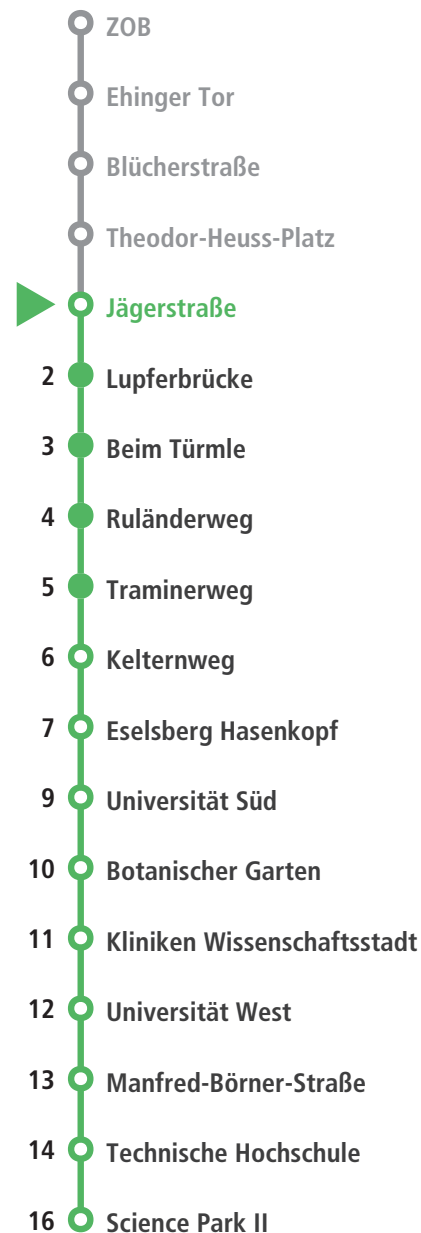 ZOB
Ehinger Tor
Blücherstraße
Theodor-Heuss-Platz
Jägerstraße
2 Lupferbrücke
3 Beim Türmle
4 Ruländerweg
5 Traminerweg
6 Kelternweg
7 Eselsberg Hasenkopf
9 Universität Süd
10 Botanischer Garten
11 Kliniken Wissenschaftsstadt
12 Universität West
13 Manfred-Börner-Straße
14 Technische Hochschule
16 Science Park II